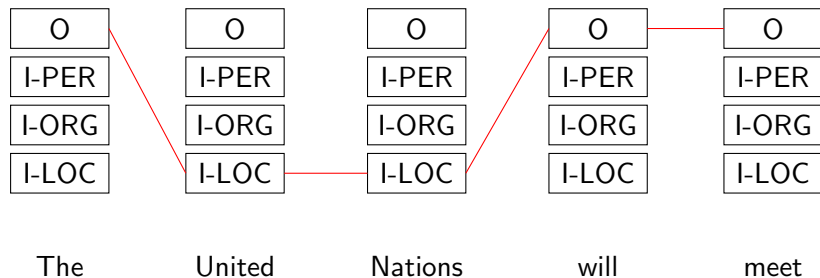 O O O O O
I-PER I-PER I-PER I-PER I-PER
I-ORG I-ORG I-ORG I-ORG I-ORG
I-LOC I-LOC I-LOC I-LOC I-LOC
The United Nations will meet